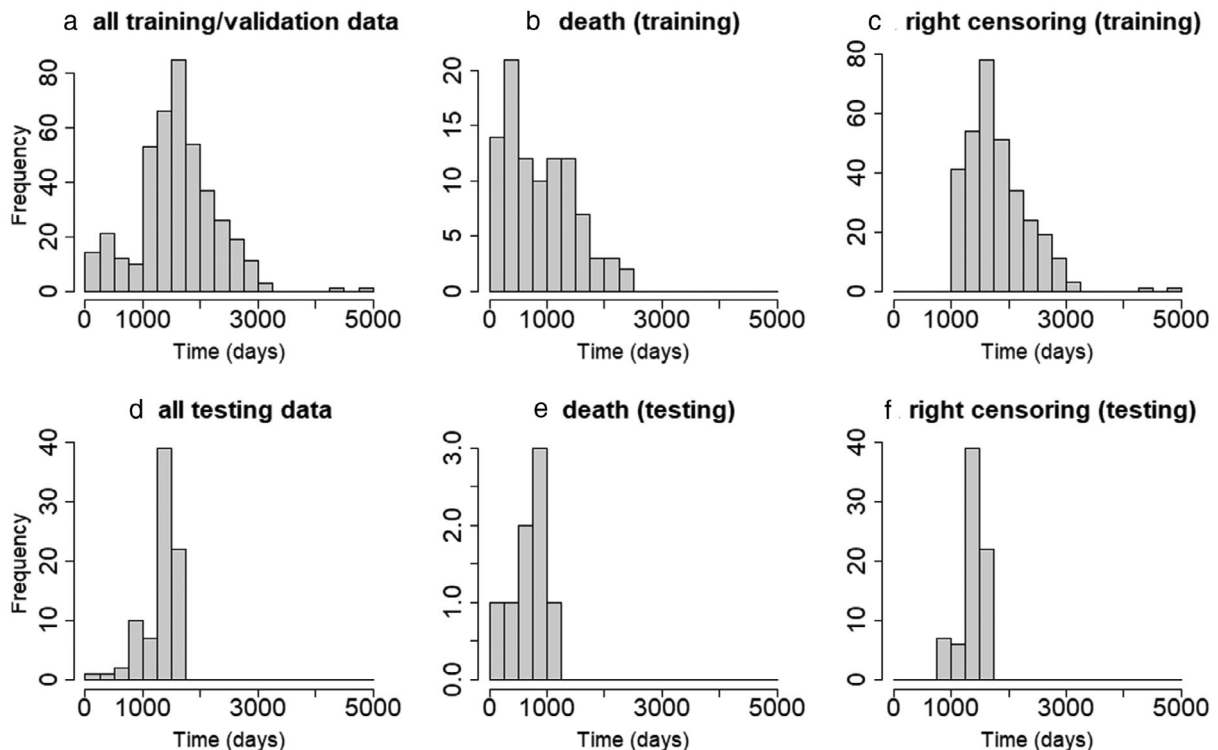 a all training/validation data
b death (training)
c right censoring (training)
Frequency
0 20 40 60 80
0 1000 3000 5000
Time (days)
0 5 10 15 20
0 1000 3000 5000
Time (days)
0 20 40 60 80
0 1000 3000 5000
Time (days)
d all testing data
e death (testing)
f right censoring (testing)
Frequency
0 10 20 30 40
0 1000 3000 5000
Time (days)
0.0 1.0 2.0 3.0
0 1000 3000 5000
Time (days)
0 10 20 30 40
0 1000 3000 5000
Time (days)